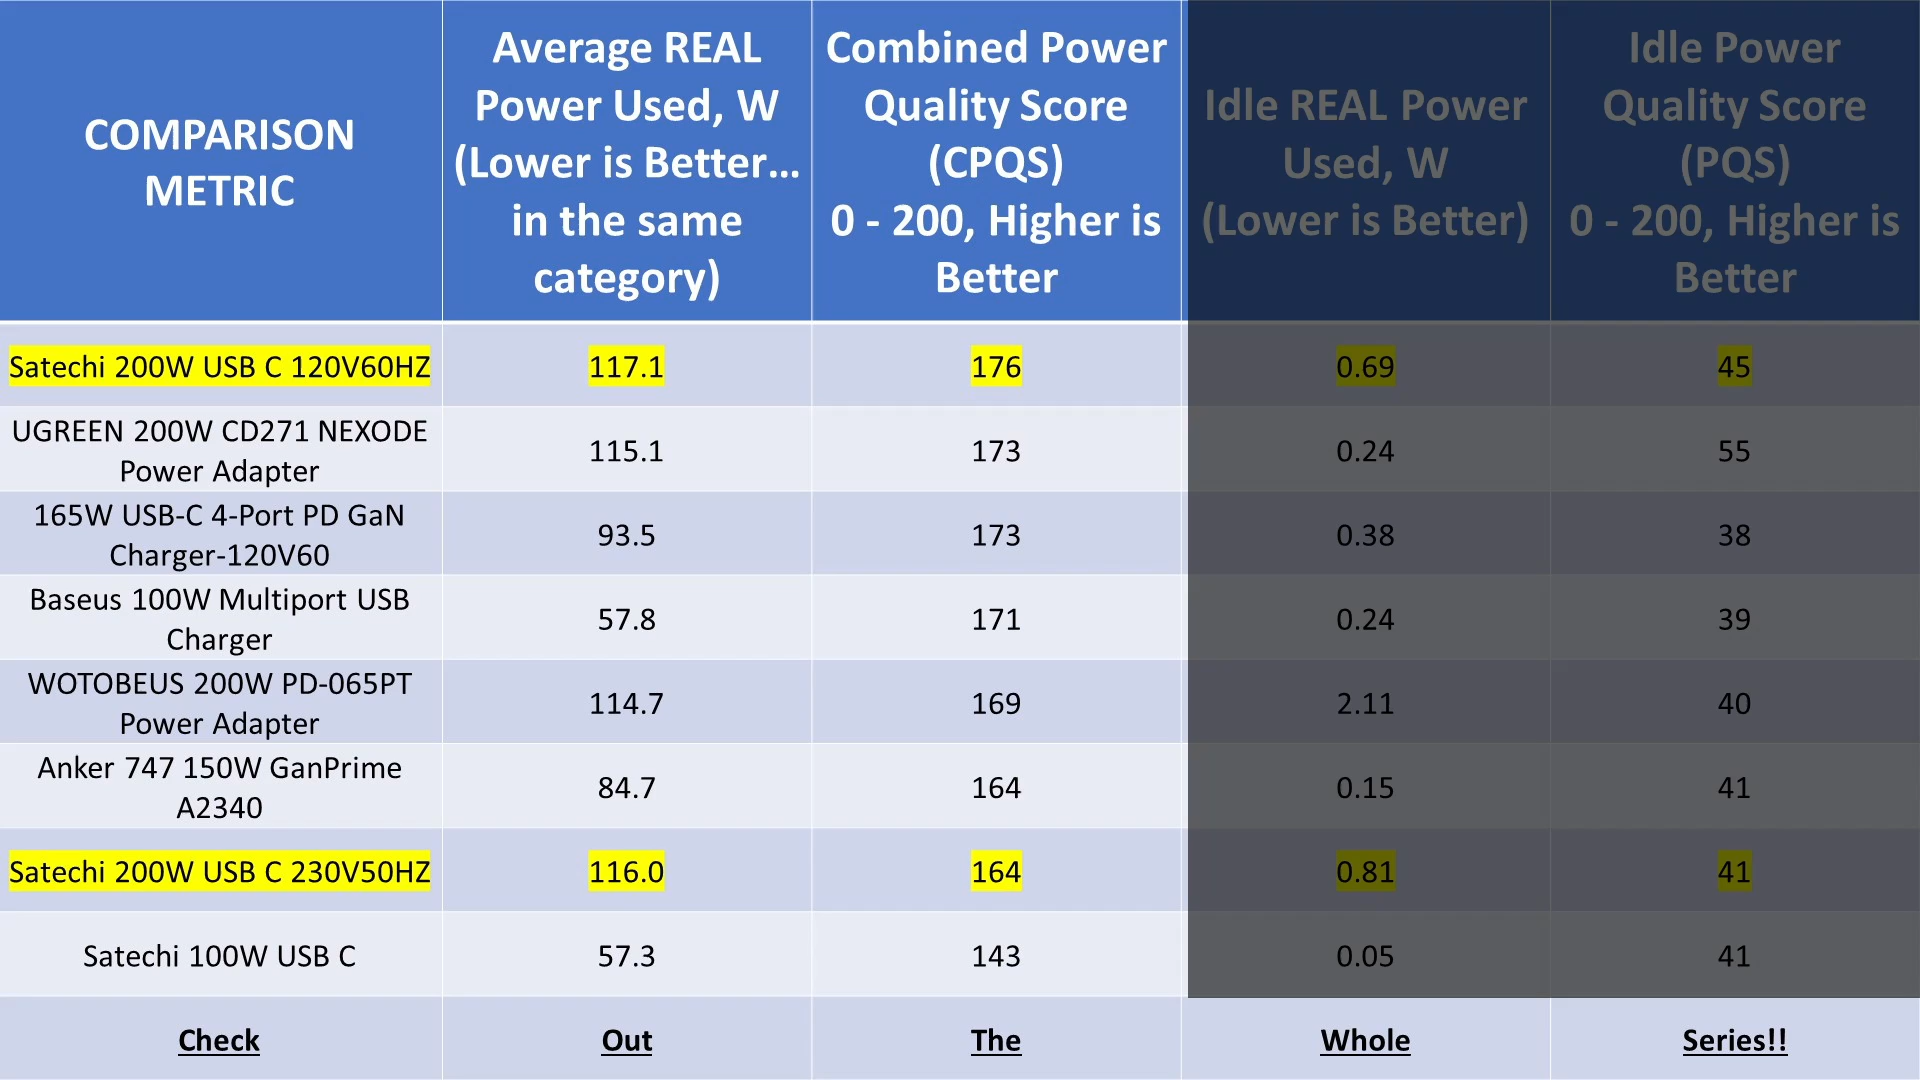 COMPARISON
METRIC
Average REAL
Power Used, W
(Lower is Better...
in the same
category)
Combined Power
Quality Score
(CPQS)
0 - 200, Higher is
Better
Idle REAL Power
Used, W
(Lower is Better)
Idle Power
Quality Score
(PQS)
0 - 200, Higher is
Better
Satechi 200W USB C 120V60HZ
117.1
176
0.69
45
UGREEN 200W CD271 NEXODE
Power Adapter
115.1
173
0.24
55
165W USB-C 4-Port PD GaN
Charger-120V60
93.5
173
0.38
38
Baseus 100W Multiport USB
Charger
57.8
171
0.24
39
WOTOBEUS 200W PD-065PT
Power Adapter
114.7
169
2.11
40
Anker 747 150W GanPrime
A2340
84.7
164
0.15
41
Satechi 200W USB C 230V50HZ
116.0
164
0.81
41
Satechi 100W USB C
57.3
143
0.05
41
Check
Out
The
Whole
Series!!